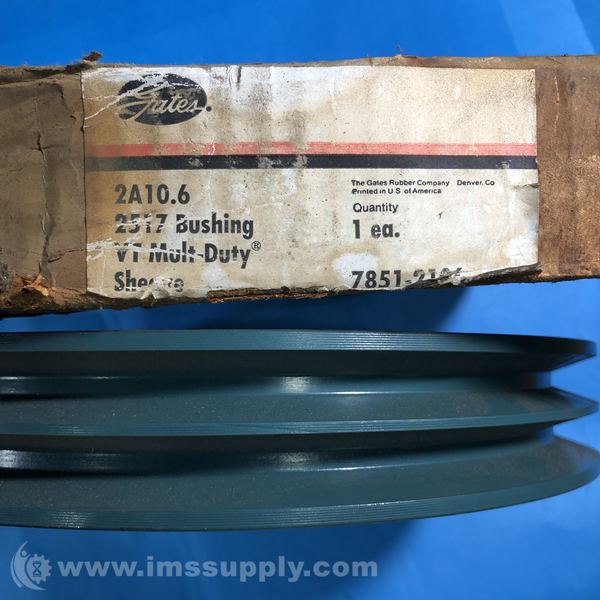 Gates.
2A10.6
2517 Bushing
VT Mult-Duty®
Sheave
The Gates Rubber Company Denver, Co
Printed in U.S. of America
Quantity
1 ea.
www.imssupply.com